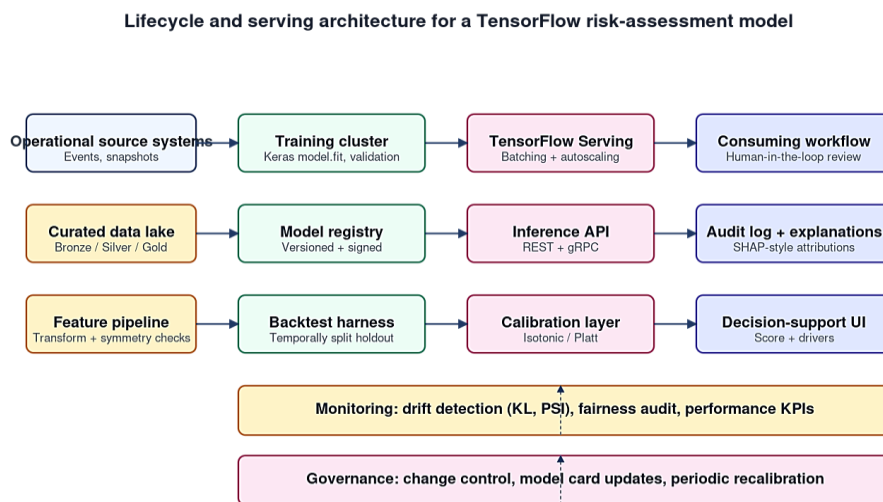 Lifecycle and serving architecture for a TensorFlow risk-assessment model
Operational source systems
Events, snapshots
Training cluster
Keras model.fit, validation
TensorFlow Serving
Batching + autoscaling
Consuming workflow
Human-in-the-loop review
Curated data lake
Bronze / Silver / Gold
Model registry
Versioned + signed
Inference API
REST + gRPC
Audit log + explanations
SHAP-style attributions
Feature pipeline
Transform + symmetry checks
Backtest harness
Temporally split holdout
Calibration layer
Isotonic / Platt
Decision-support UI
Score + drivers
Monitoring: drift detection (KL, PSI), fairness audit, performance KPIs
Governance: change control, model card updates, periodic recalibration